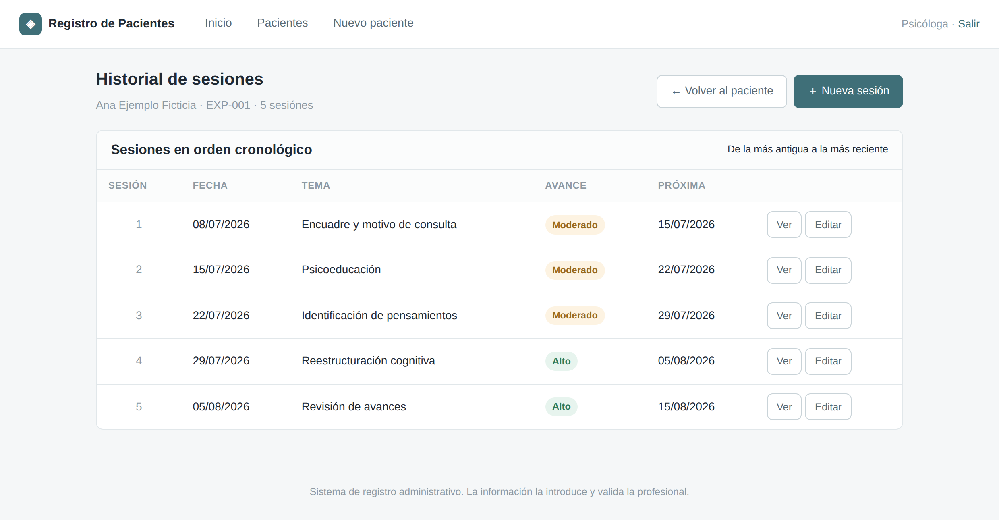 ◈ Registro de Pacientes Inicio Pacientes Nuevo paciente Psicóloga · Salir
Historial de sesiones
← Volver al paciente + Nueva sesión
Ana Ejemplo Ficticia · EXP-001 · 5 sesiónes
Sesiones en orden cronológico De la más antigua a la más reciente
SESIÓN FECHA TEMA AVANCE PRÓXIMA
1 08/07/2026 Encuadre y motivo de consulta Moderado 15/07/2026 Ver Editar
2 15/07/2026 Psicoeducación Moderado 22/07/2026 Ver Editar
3 22/07/2026 Identificación de pensamientos Moderado 29/07/2026 Ver Editar
4 29/07/2026 Reestructuración cognitiva Alto 05/08/2026 Ver Editar
5 05/08/2026 Revisión de avances Alto 15/08/2026 Ver Editar
Sistema de registro administrativo. La información la introduce y valida la profesional.